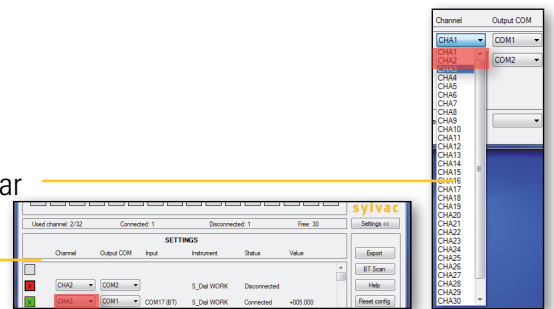 Channel Output COM
CHA1 COM1
CHA1
CHA2 COM2
CHA3
CHA4
CHA5
CHA6
CHA7
CHA8
CHA9
CHA10
CHA11
CHA12
CHA13
CHA14
CHA15
CHA16
CHA17
CHA18
CHA19
CHA20
CHA21
CHA22
CHA23
CHA24
CHA25
CHA26
CHA27
CHA28
CHA29
CHA30
ar
sylvac
Used channel: 2/32 Connected: 1 Disconnected: 1 Free: 30 Settings <<
SETTINGS
Channel Output COM Input Instrument Status Value Export
BT Scan
X CHA2 COM2 S_Dial WORK Disconnected Help
X CHA3 COM1 COM17 (BT) S_Dial WORK Connected +005.000 Reset config